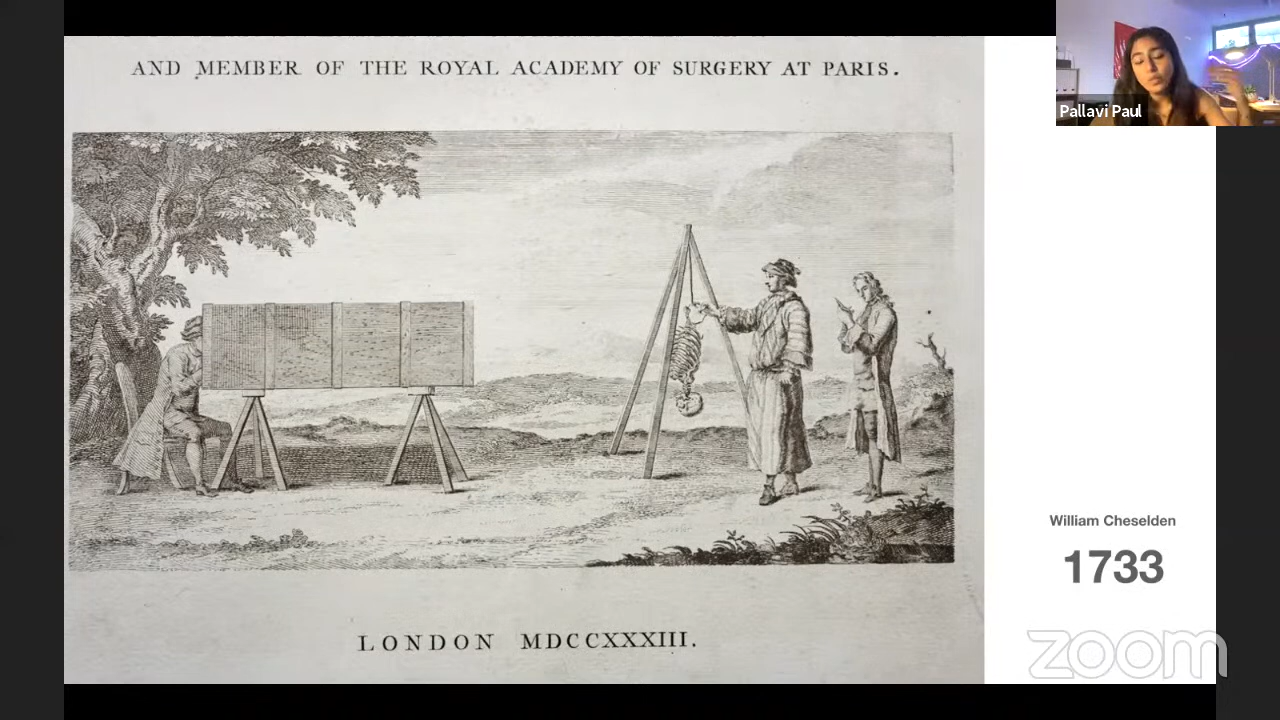 AND MEMBER OF THE ROYAL ACADEMY OF SURGERY AT PARIS.
Pallavi Paul
William Cheselden
1733
LONDON MDCCXXXIII.
zoom